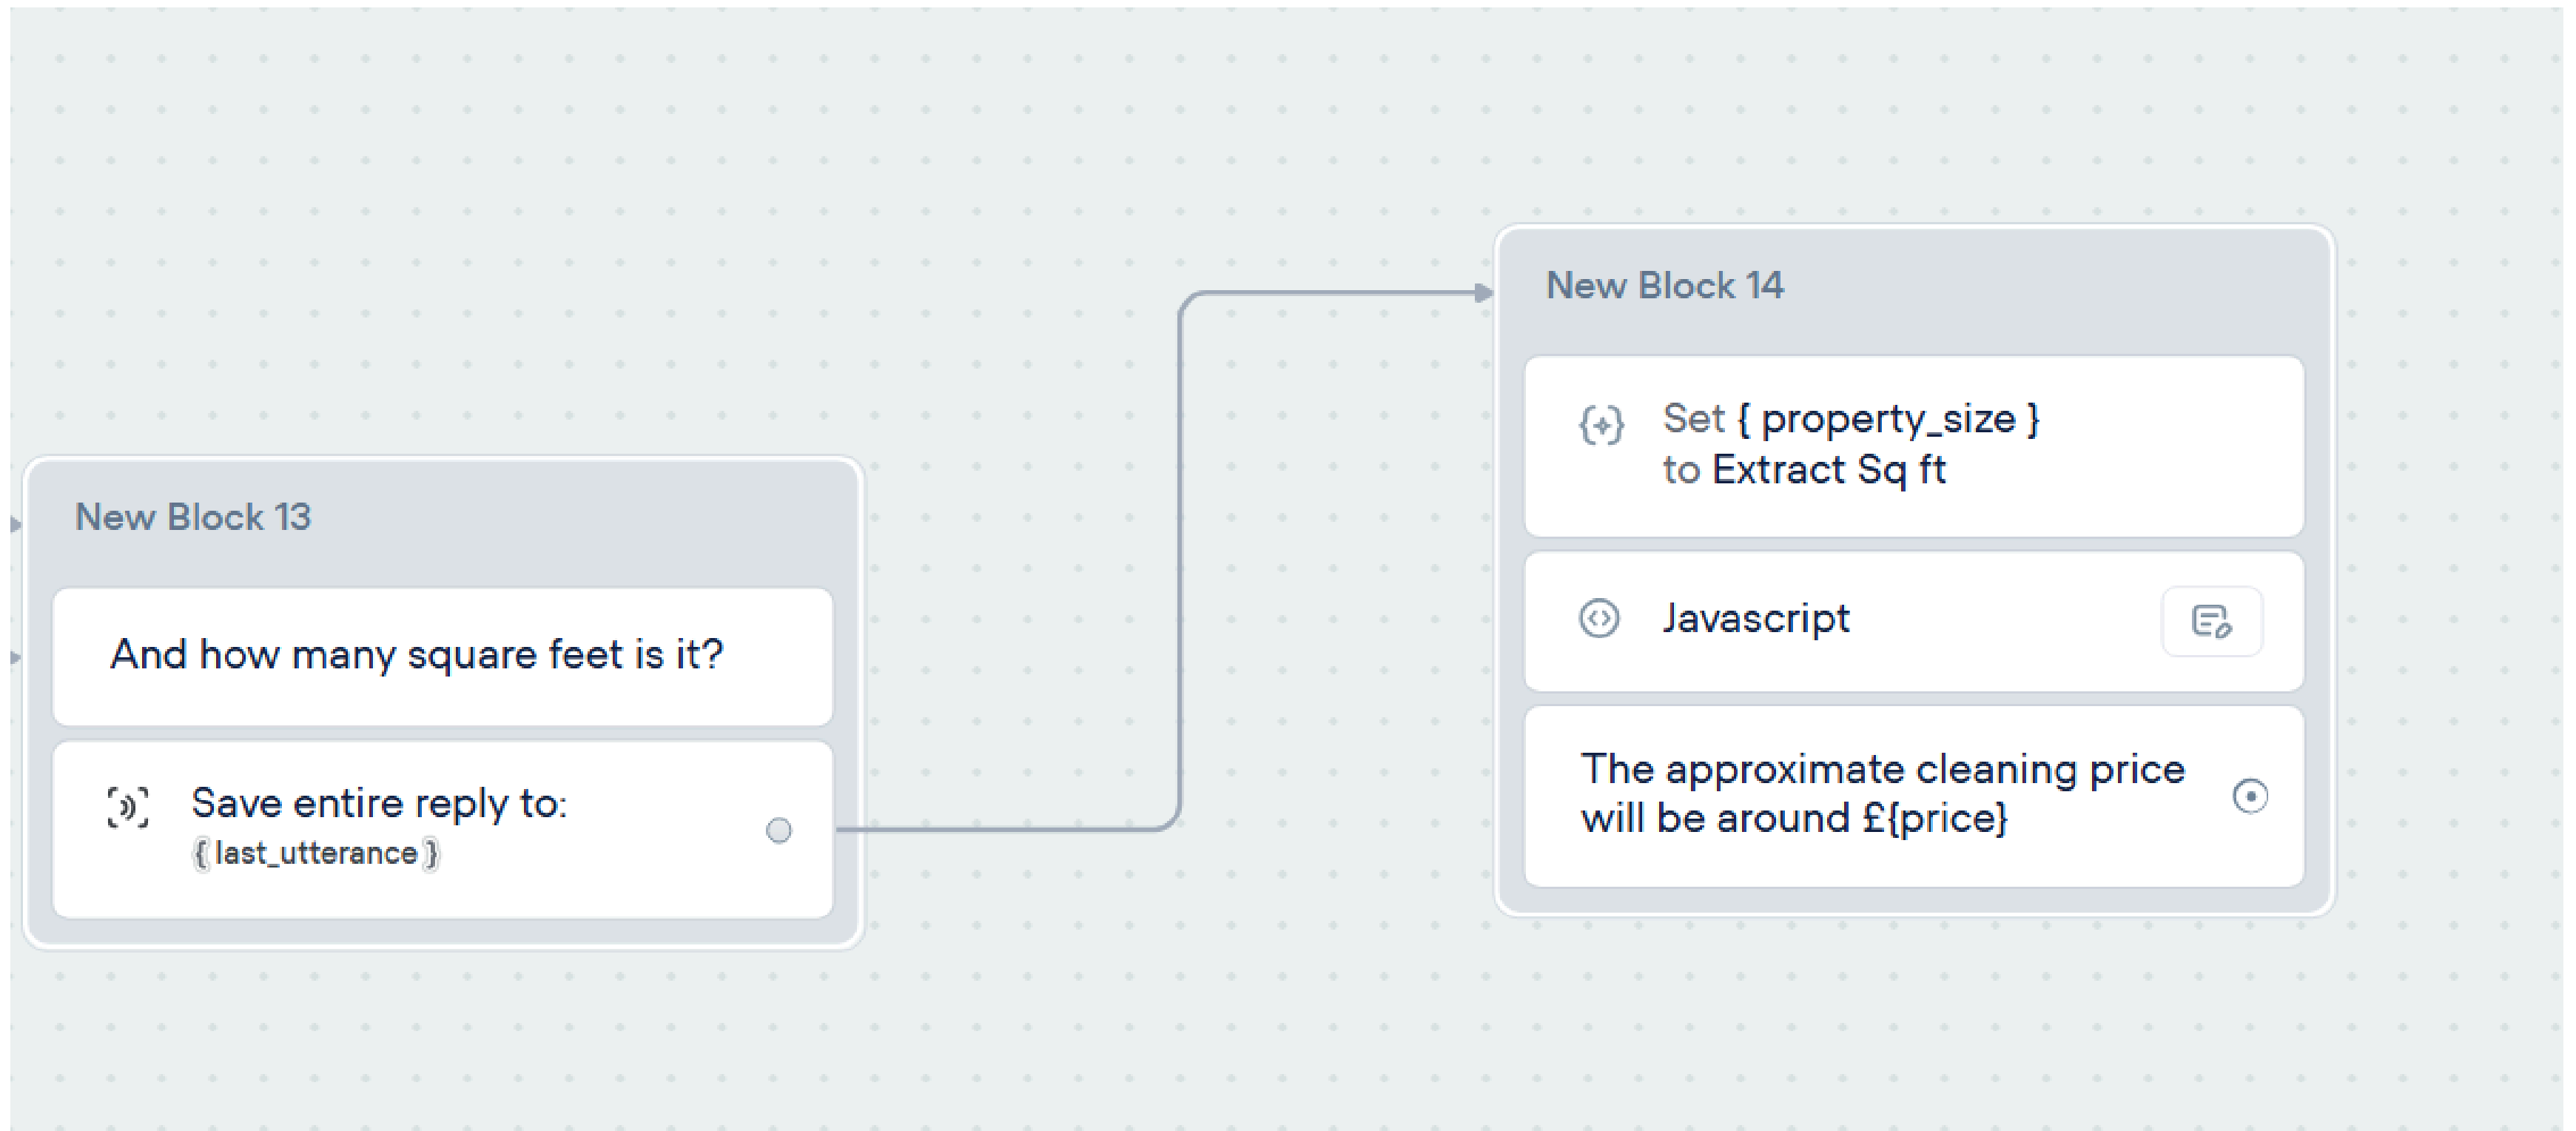 New Block 13
And how many square feet is it?
Save entire reply to:
{last_utterance}
New Block 14
Set { property_size }
to Extract Sq ft
Javascript
The approximate cleaning price
will be around £{price}